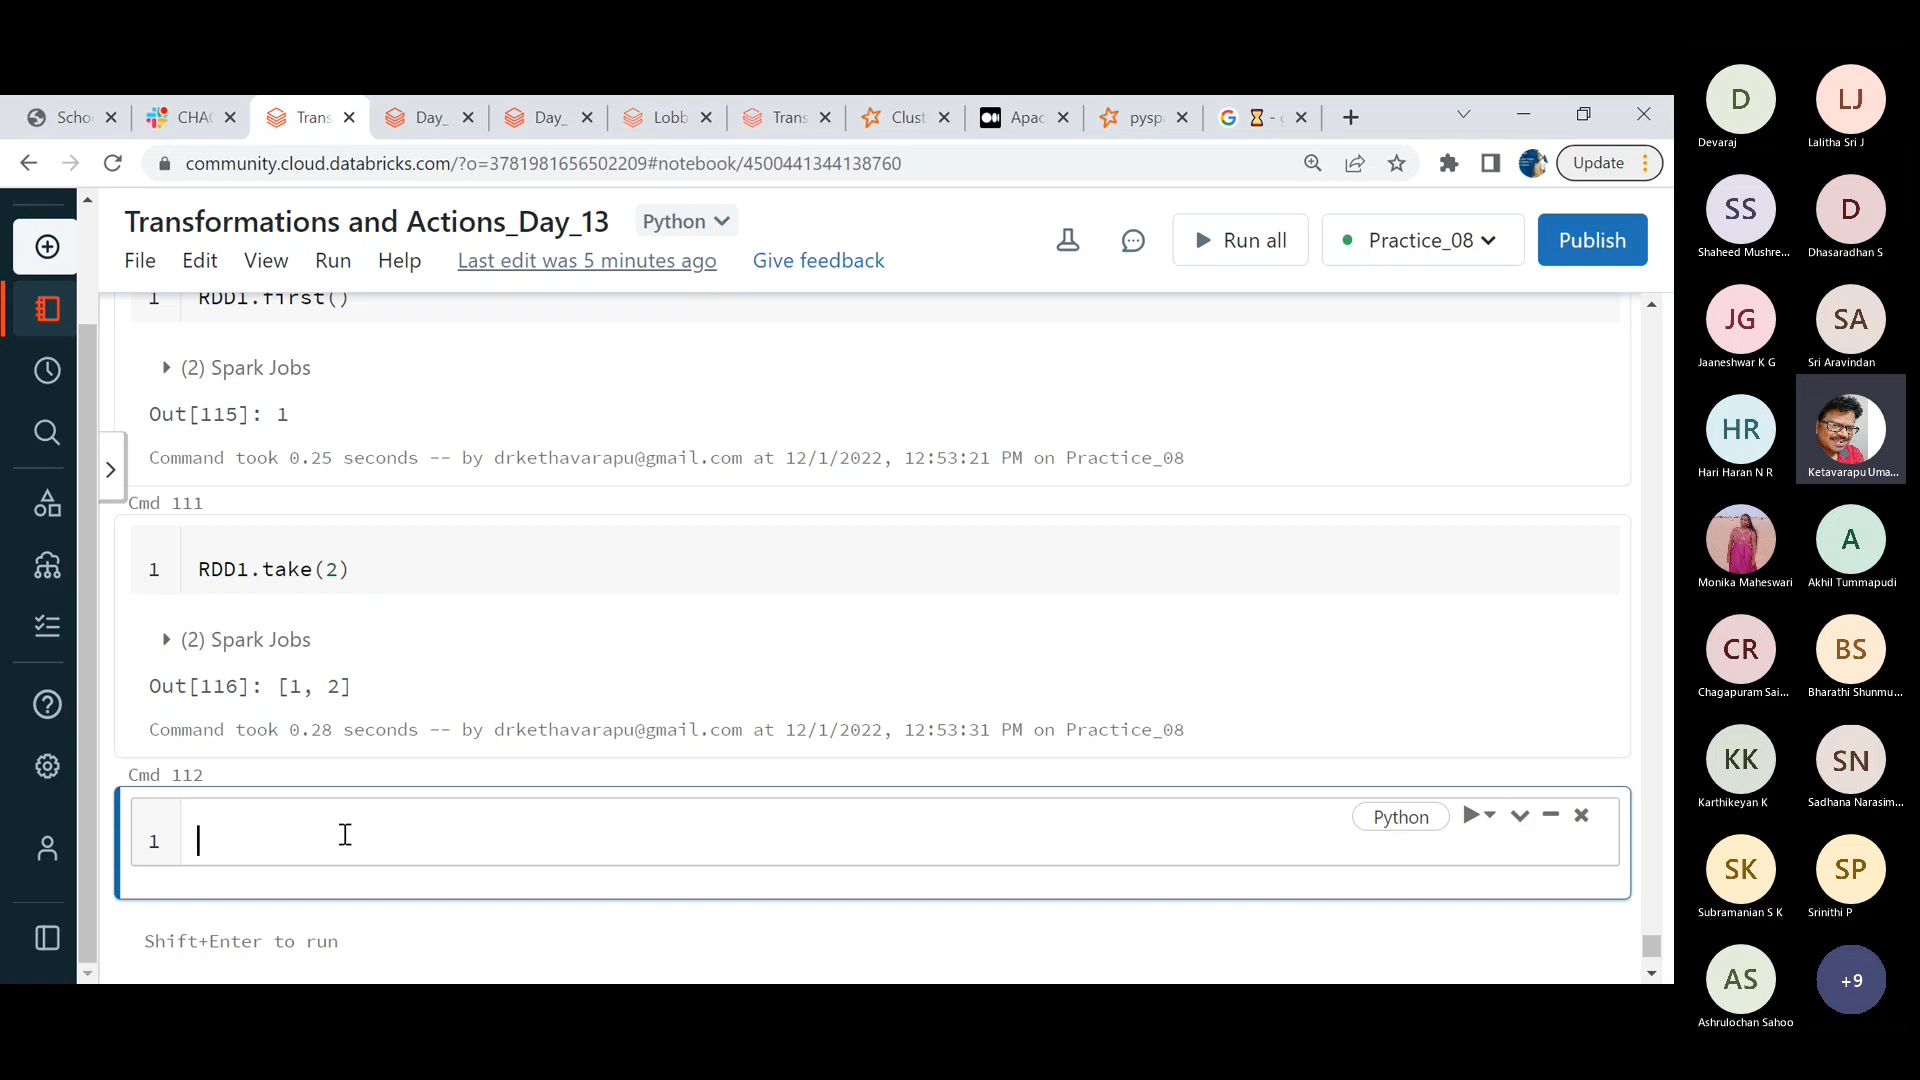 Scho
CHA
Trans
Day_
Day_
Lobb
Trans
Clust
Apac
pysp
community.cloud.databricks.com/?o=3781981656502209#notebook/4500441344138760
Update
Transformations and Actions_Day_13
Python
File Edit View Run Help Last edit was 5 minutes ago Give feedback
Run all
Practice_08
Publish
1 RDD1.first()
(2) Spark Jobs
Out[115]: 1
Command took 0.25 seconds -- by drkethavarapu@gmail.com at 12/1/2022, 12:53:21 PM on Practice_08
Cmd 111
1 RDD1.take(2)
(2) Spark Jobs
Out[116]: [1, 2]
Command took 0.28 seconds -- by drkethavarapu@gmail.com at 12/1/2022, 12:53:31 PM on Practice_08
Cmd 112
1
Python
Shift+Enter to run
D LJ
Devaraj Lalitha Sri J
SS D
Shaheed Mushre... Dhasaradhan S
JG SA
Jaaneshwar K G Sri Aravindan
HR
Hari Haran N R Ketavarapu Uma...
A
Monika Maheswari Akhil Tummapudi
CR BS
Chagapuram Sai... Bharathi Shunmu...
KK SN
Karthikeyan K Sadhana Narasim...
SK SP
Subramanian S K Srinithi P
AS +9
Ashrulochan Sahoo